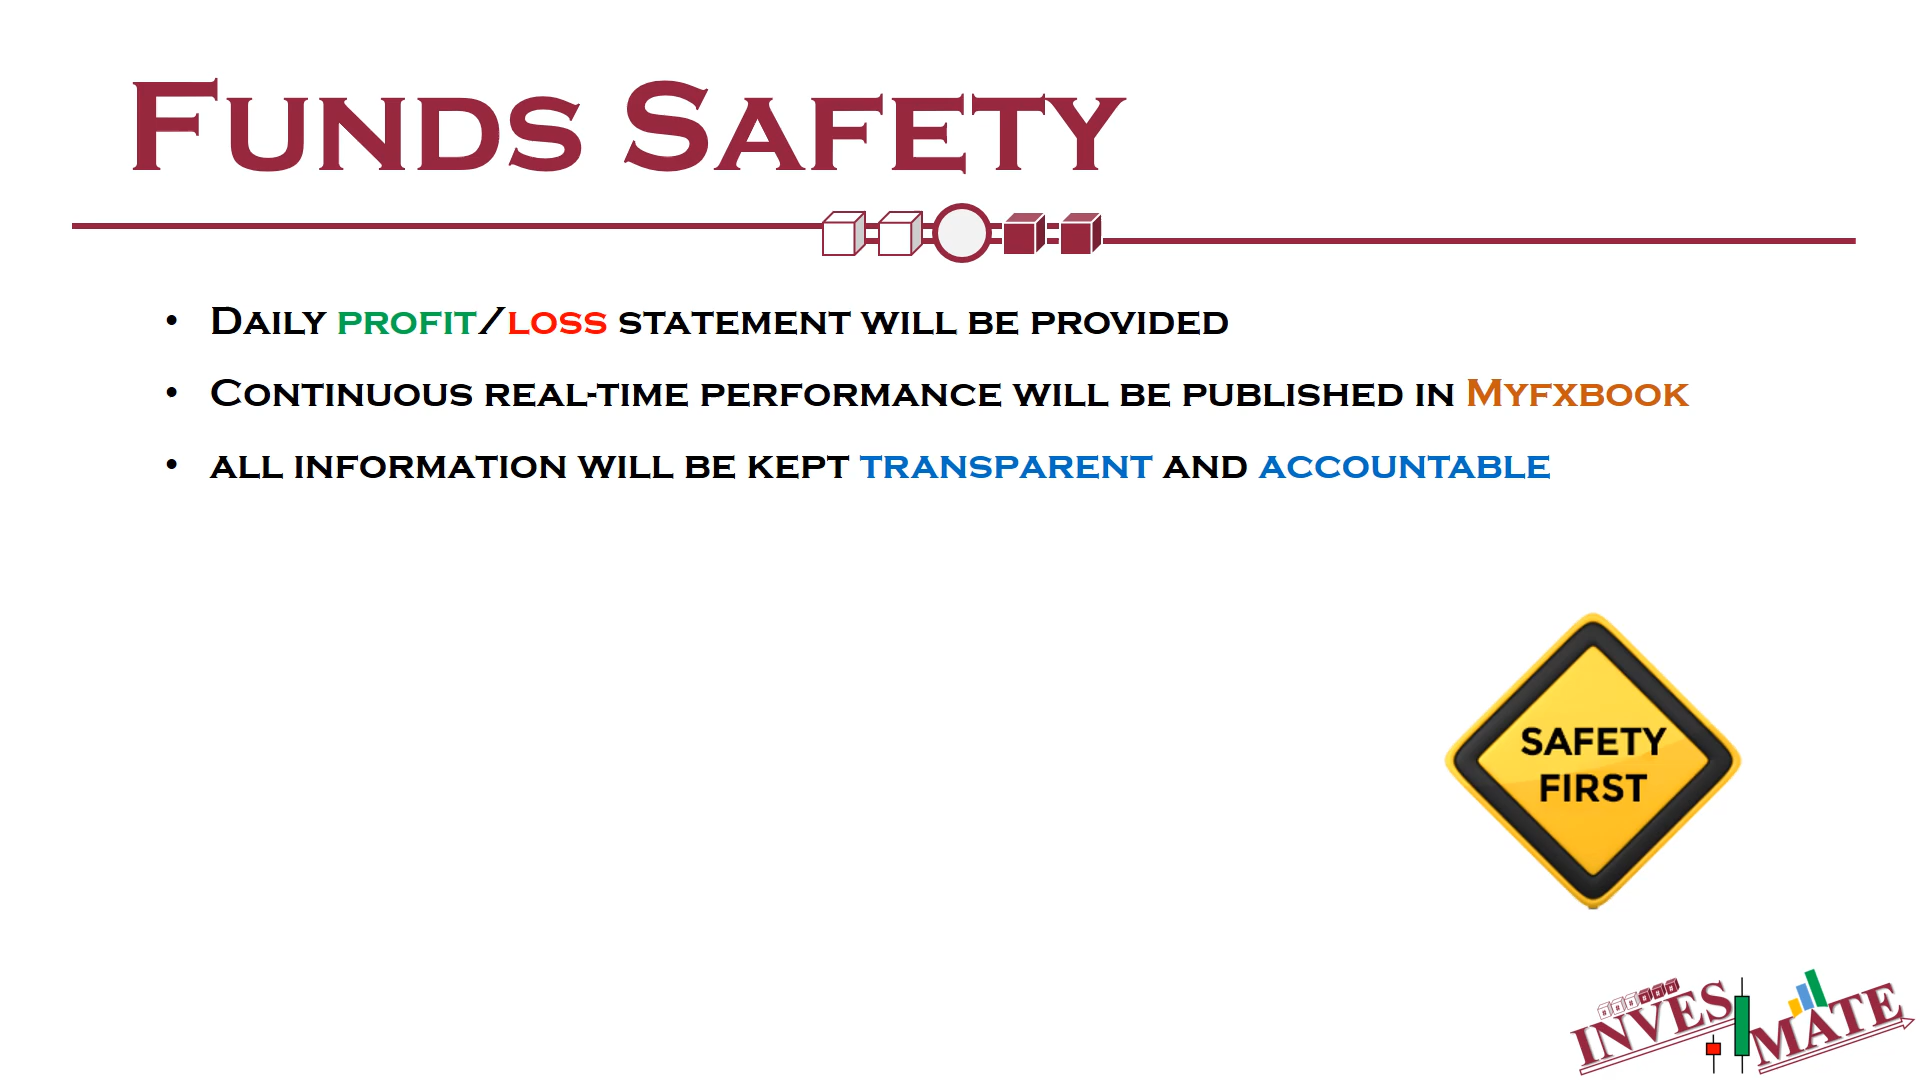 Funds Safety
• Daily profit/loss statement will be provided
• Continuous real-time performance will be published in Myfxbook
• all information will be kept transparent and accountable
SAFETY
FIRST
INVES MATE